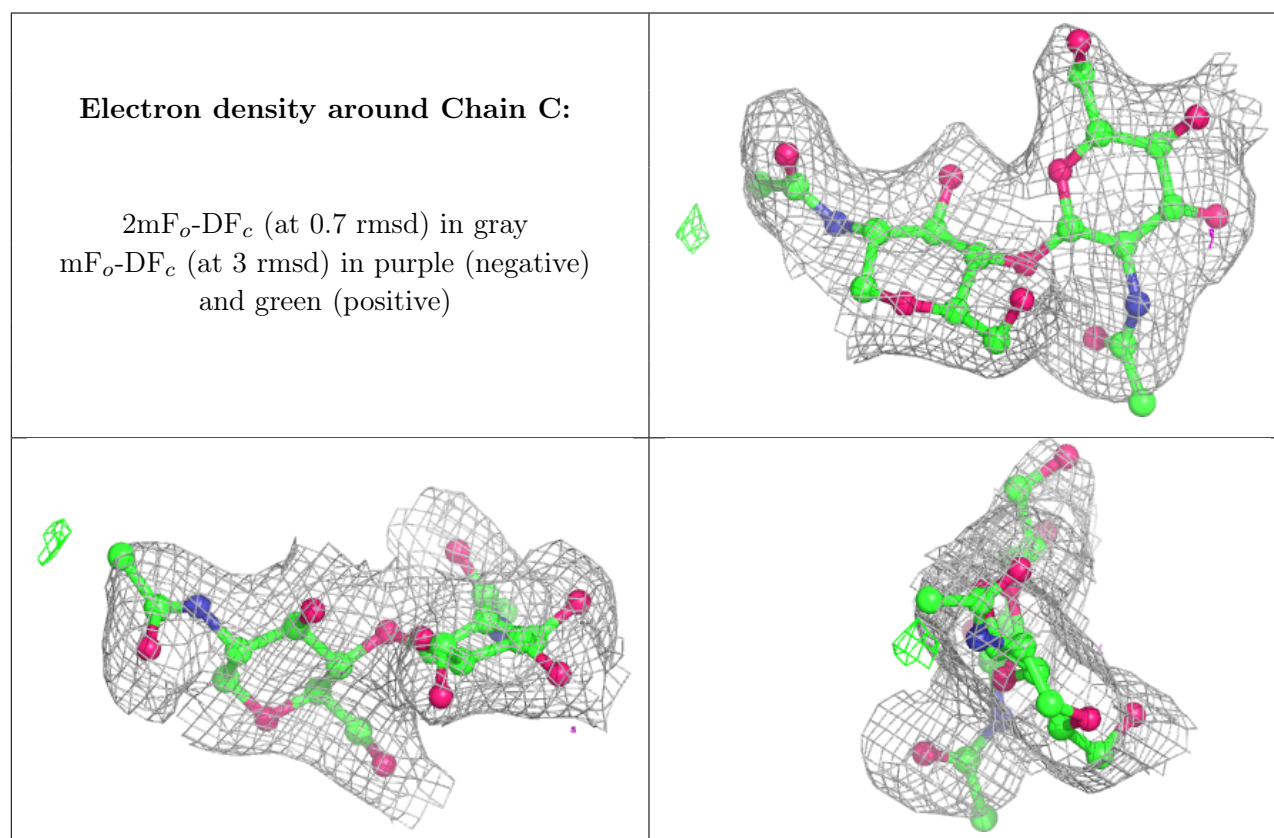 Electron density around Chain C:
2mFₒ-DF𝒸 (at 0.7 rmsd) in gray
mFₒ-DF𝒸 (at 3 rmsd) in purple (negative)
and green (positive)